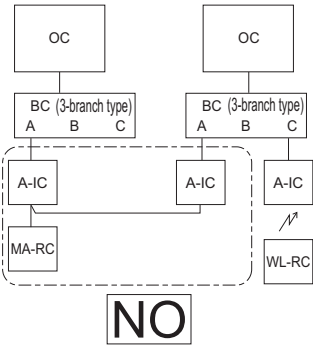 OC
OC
BC (3-branch type)
A B C
BC (3-branch type)
A B C
A-IC
A-IC
A-IC
MA-RC
WL-RC
NO